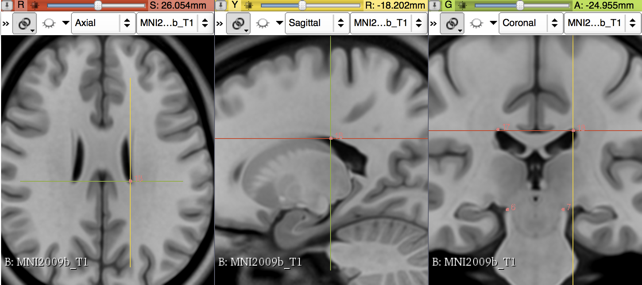 R S: 26.054mm
» Axial MNI2...b_T1
B: MNI2009b_T1
Y R: -18.202mm
» Sagittal MNI2...b_T1
B: MNI2009b_T1
G A: -24.955mm
» Coronal MNI2...b_T1
B: MNI2009b_T1